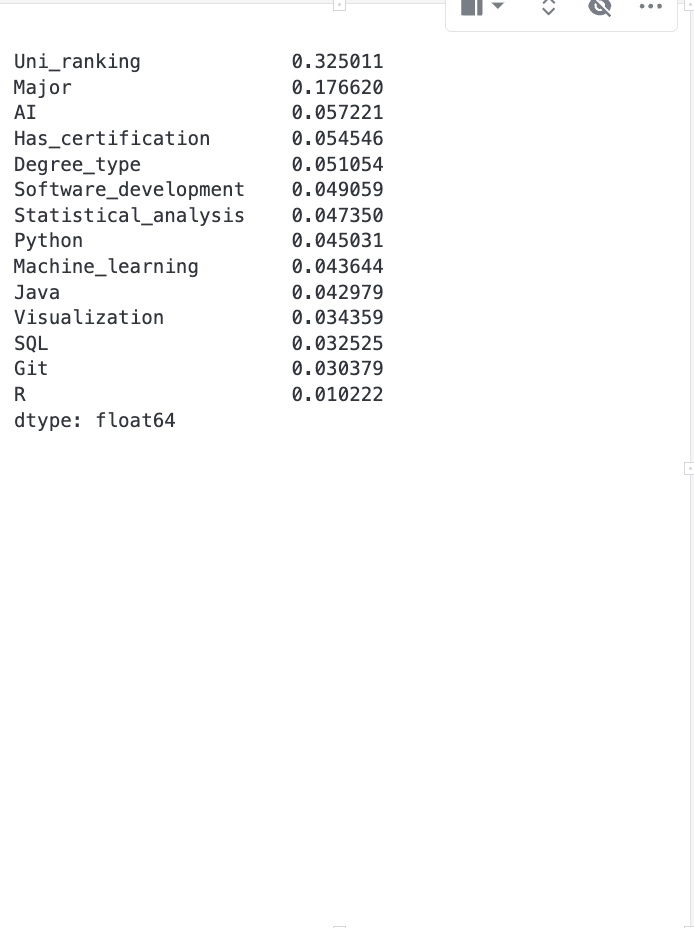 Uni_ranking 0.325011
Major 0.176620
AI 0.057221
Has_certification 0.054546
Degree_type 0.051054
Software_development 0.049059
Statistical_analysis 0.047350
Python 0.045031
Machine_learning 0.043644
Java 0.042979
Visualization 0.034359
SQL 0.032525
Git 0.030379
R 0.010222
dtype: float64